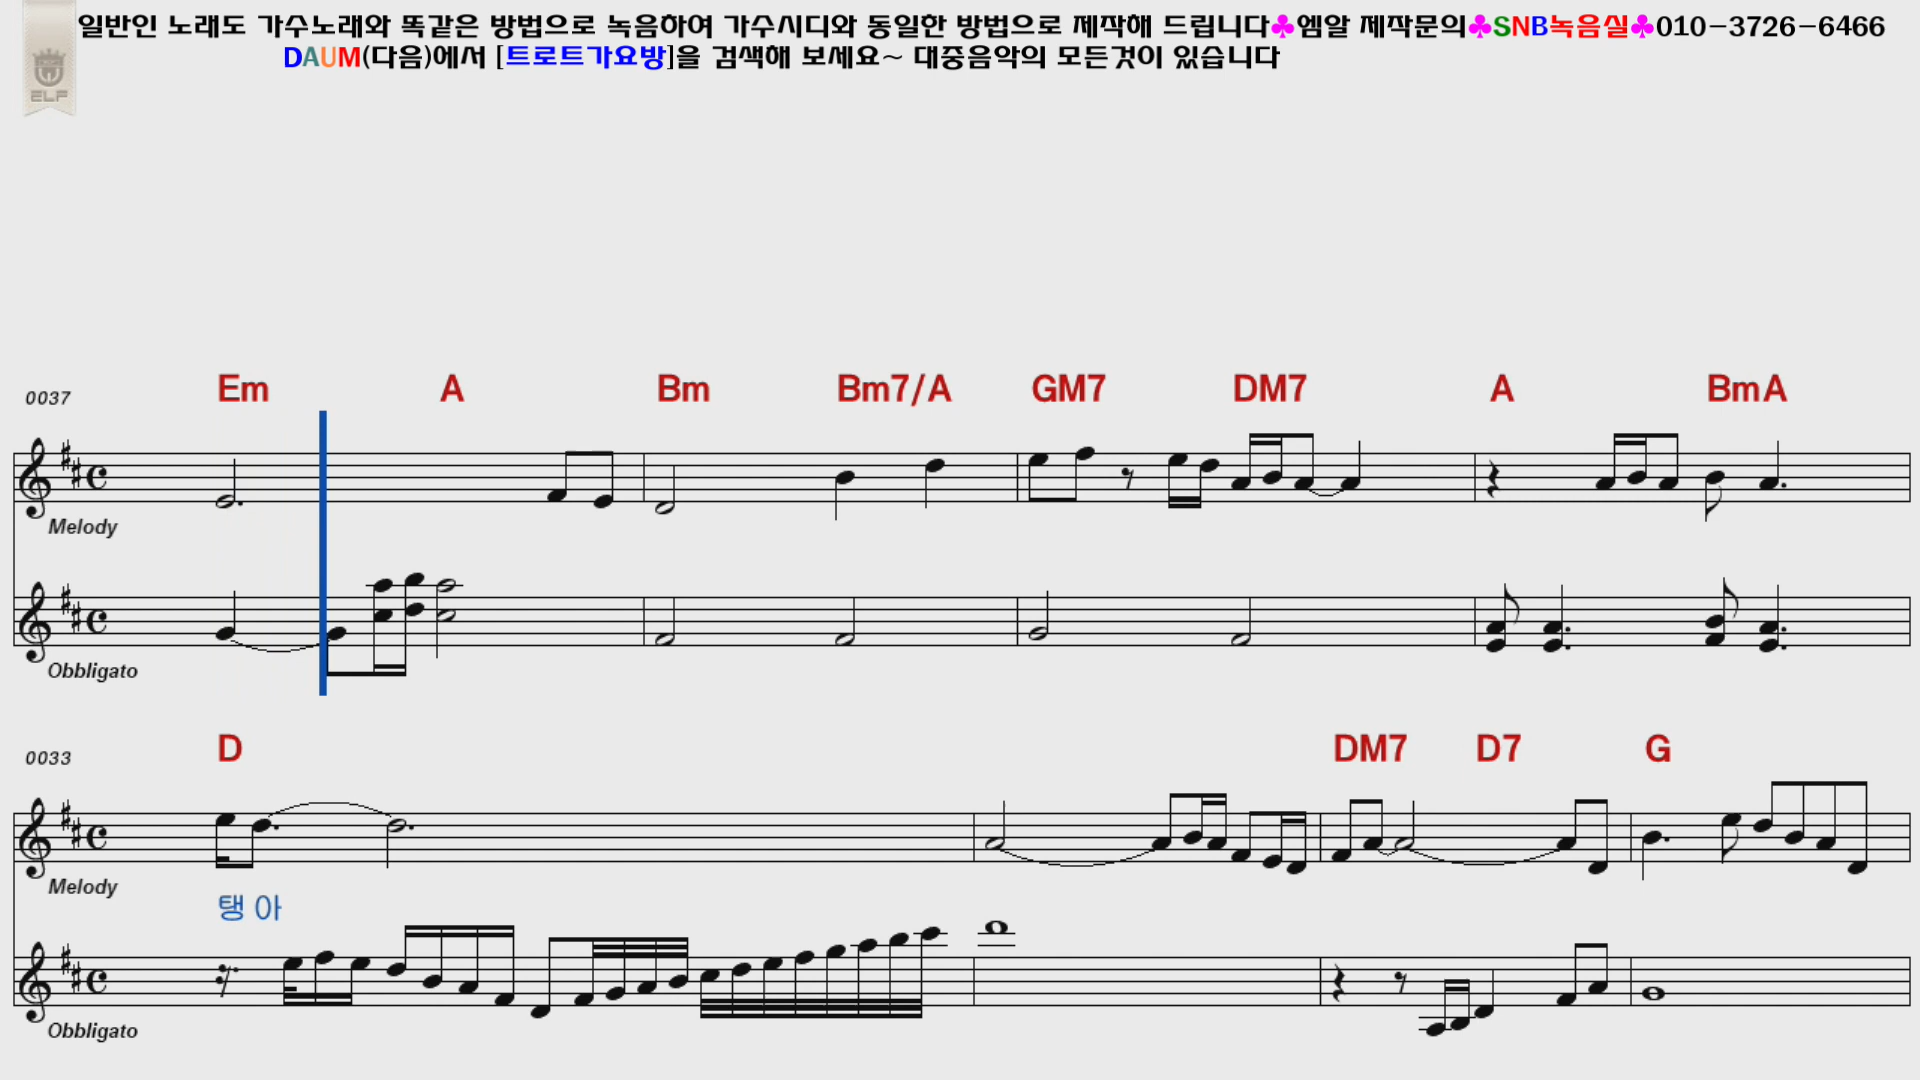 일반인 노래도 가수노래와 똑같은 방법으로 녹음하여 가수시디와 동일한 방법으로 제작해 드립니다♣엠알 제작문의♣SNB녹음실♣010-3726-6466
DAUM(다음)에서 [트로트가요방]을 검색해 보세요~ 대중음악의 모든것이 있습니다
ELF
0037 Em A Bm Bm7/A GM7 DM7 A Bm A
Melody
Obbligato
0033 D DM7 D7 G
Melody
탱 아
Obbligato